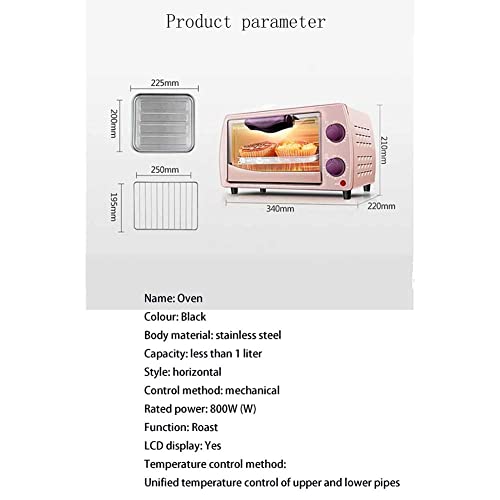 Product parameter
225mm
200mm
250mm
195mm
210mm
340mm
220mm
Name: Oven
Colour: Black
Body material: stainless steel
Capacity: less than 1 liter
Style: horizontal
Control method: mechanical
Rated power: 800W (W)
Function: Roast
LCD display: Yes
Temperature control method:
Unified temperature control of upper and lower pipes